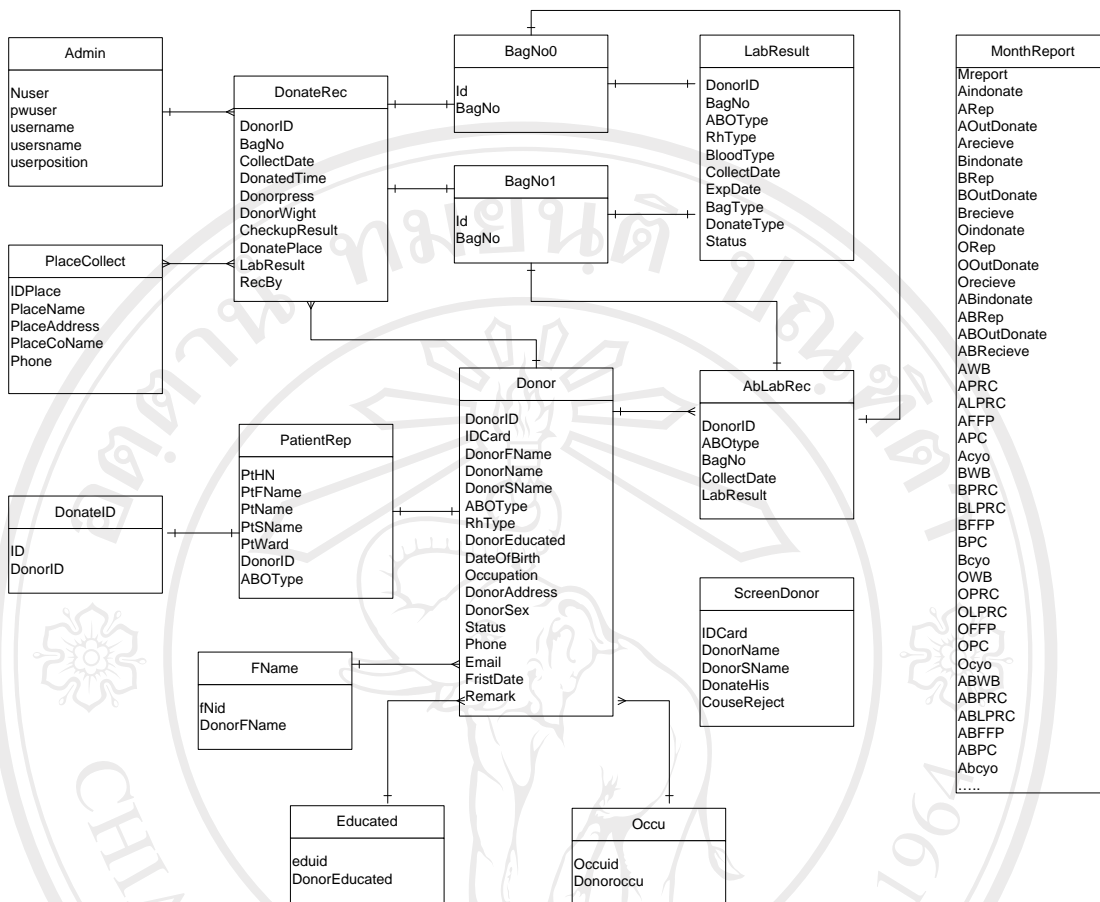 Admin
Nuser
pwuser
username
usersname
userposition
PlaceCollect
IDPlace
PlaceName
PlaceAddress
PlaceCoName
Phone
DonateID
ID
DonorID
DonateRec
DonorID
BagNo
CollectDate
DonatedTime
Donorpress
DonorWight
CheckupResult
DonatePlace
LabResult
RecBy
PatientRep
PtHN
PtFName
PtName
PtSName
PtWard
DonorID
ABOType
FName
fNid
DonorFName
Educated
eduid
DonorEducated
BagNo0
Id
BagNo
BagNo1
Id
BagNo
Donor
DonorID
IDCard
DonorFName
DonorName
DonorSName
ABOType
RhType
DonorEducated
DateOfBirth
Occupation
DonorAddress
DonorSex
Status
Phone
Email
FristDate
Remark
Occu
Occuid
Donoroccu
LabResult
DonorID
BagNo
ABOType
RhType
BloodType
CollectDate
ExpDate
BagType
DonateType
Status
AbLabRec
DonorID
ABOtype
BagNo
CollectDate
LabResult
ScreenDonor
IDCard
DonorName
DonorSName
DonateHis
CouseReject
MonthReport
Mreport
Aindonate
ARep
AOutDonate
Arecieve
Bindonate
BRep
BOutDonate
Brecieve
Oindonate
ORep
OOutDonate
Orecieve
ABindonate
ABRep
ABOutDonate
ABRecieve
AWB
APRC
ALPRC
AFFP
APC
Acyo
BWB
BPRC
BLPRC
BFFP
BPC
Bcyo
OWB
OPRC
OLPRC
OFFP
OPC
Ocyo
ABWB
ABPRC
ABLPRC
ABFFP
ABPC
Abcyo
.....
1964